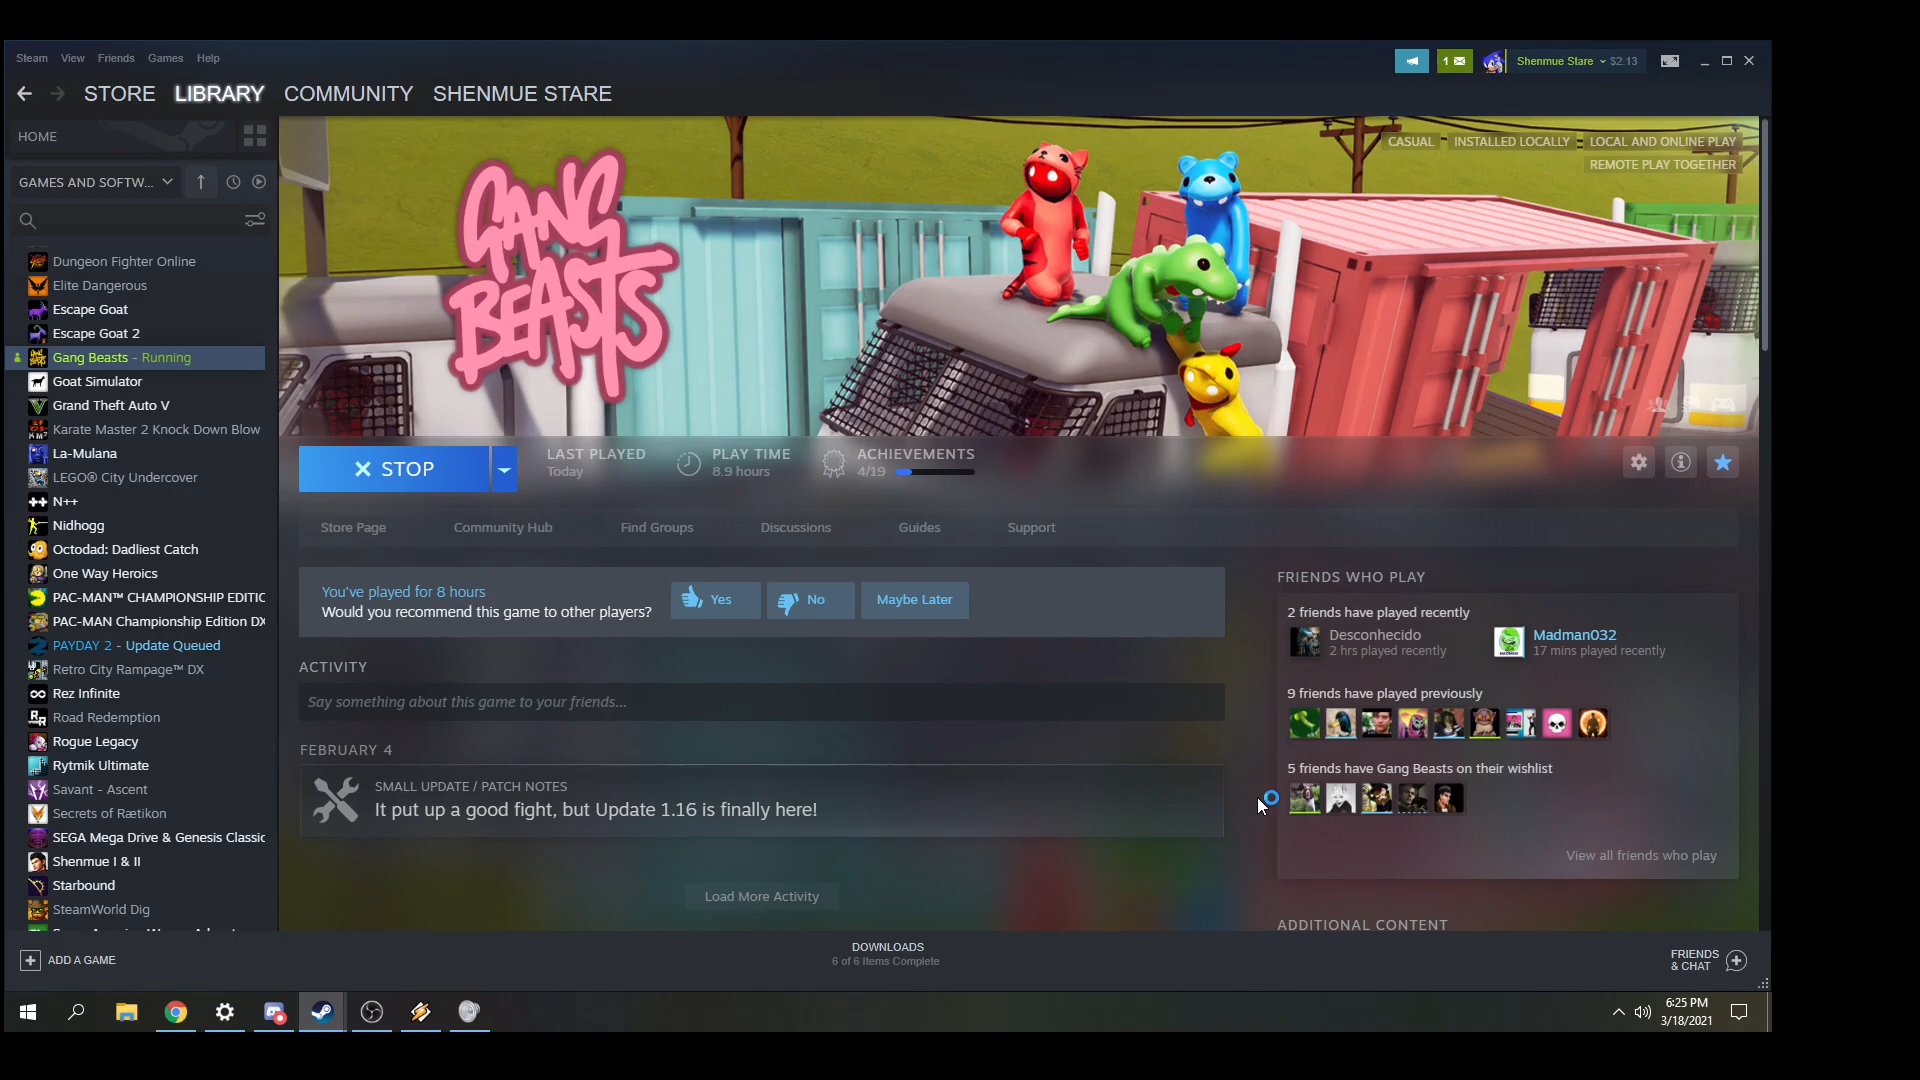 Steam View Friends Games Help
1 Shenmue Stare $2.13
STORE LIBRARY COMMUNITY SHENMUE STARE
HOME
GAMES AND SOFTW...
Dungeon Fighter Online
Elite Dangerous
Escape Goat
Escape Goat 2
Gang Beasts - Running
Goat Simulator
Grand Theft Auto V
Karate Master 2 Knock Down Blow
La-Mulana
LEGO® City Undercover
N++
Nidhogg
Octodad: Dadliest Catch
One Way Heroics
PAC-MAN™ CHAMPIONSHIP EDITIC
PAC-MAN Championship Edition DX
PAYDAY 2 - Update Queued
Retro City Rampage™ DX
Rez Infinite
Road Redemption
Rogue Legacy
Rytmik Ultimate
Savant - Ascent
Secrets of Rætikon
SEGA Mega Drive & Genesis Classic
Shenmue I & II
Starbound
SteamWorld Dig
ADD A GAME
GANG
BEASTS
CASUAL INSTALLED LOCALLY LOCAL AND ONLINE PLAY
REMOTE PLAY TOGETHER
STOP
LAST PLAYED
Today
PLAY TIME
8.9 hours
ACHIEVEMENTS
4/19
Store Page Community Hub Find Groups Discussions Guides Support
You've played for 8 hours
Would you recommend this game to other players?
Yes No Maybe Later
ACTIVITY
Say something about this game to your friends...
FEBRUARY 4
SMALL UPDATE / PATCH NOTES
It put up a good fight, but Update 1.16 is finally here!
Load More Activity
FRIENDS WHO PLAY
2 friends have played recently
Desconhecido
2 hrs played recently
Madman032
17 mins played recently
9 friends have played previously
5 friends have Gang Beasts on their wishlist
View all friends who play
ADDITIONAL CONTENT
DOWNLOADS
6 of 6 Items Complete
FRIENDS
& CHAT
6:25 PM
3/18/2021